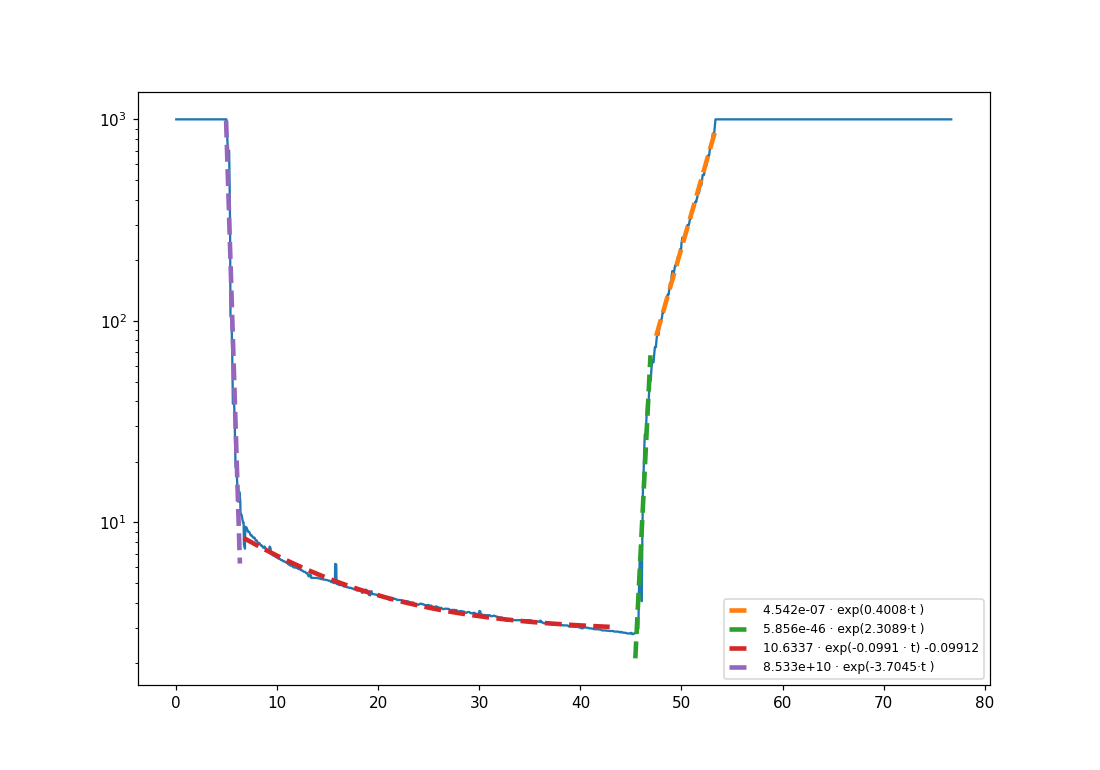 10³
10²
10¹
0 10 20 30 40 50 60 70 80
4.542e-07 · exp(0.4008·t )
5.856e-46 · exp(2.3089·t )
10.6337 · exp(-0.0991 · t) -0.09912
8.533e+10 · exp(-3.7045·t )